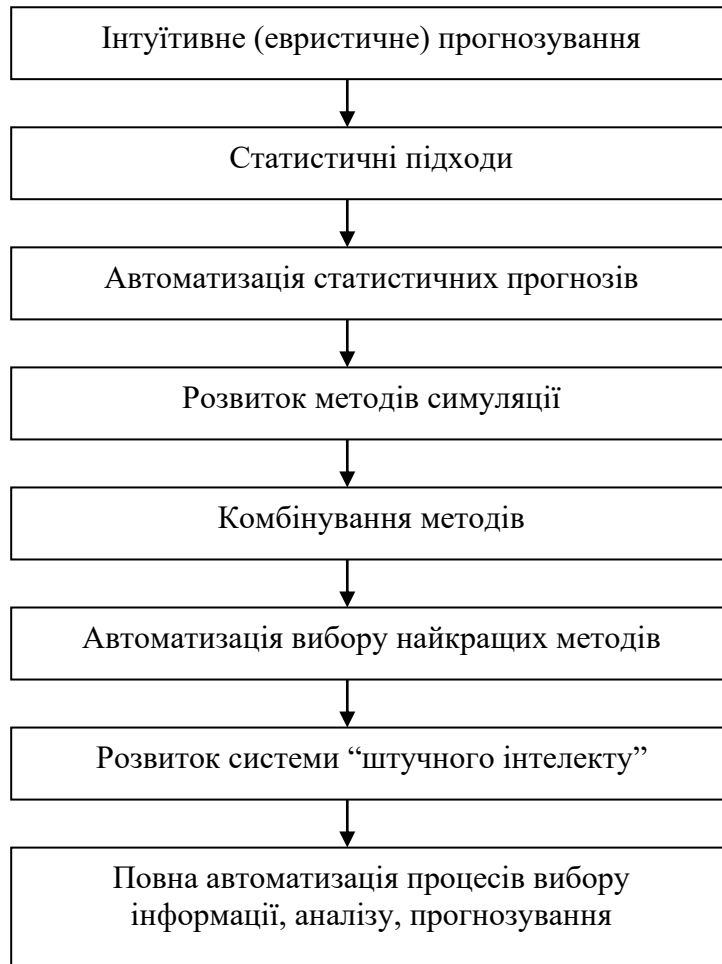 Інтуїтивне (евристичне) прогнозування
Статистичні підходи
Автоматизація статистичних прогнозів
Розвиток методів симуляції
Комбінування методів
Автоматизація вибору найкращих методів
Розвиток системи “штучного інтелекту”
Повна автоматизація процесів вибору
інформації, аналізу, прогнозування